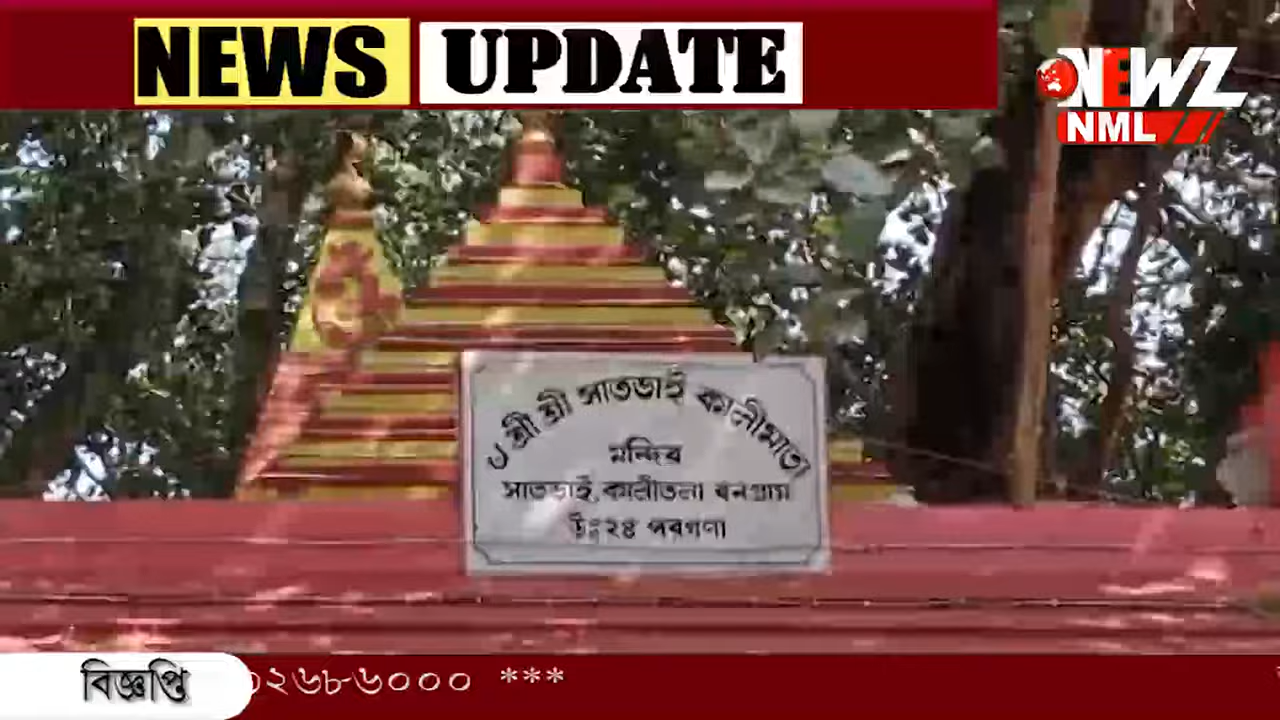 NEWS UPDATE
NEWZ
NML
৺ শ্রী শ্রী সাতভাই কালীমাতা
মন্দির
সাতভাই, কালীতলা বনগ্রাম
উঃ ২৪ পরগণা
বিজ্ঞপ্তি
২৬৮-৬০০০ ***